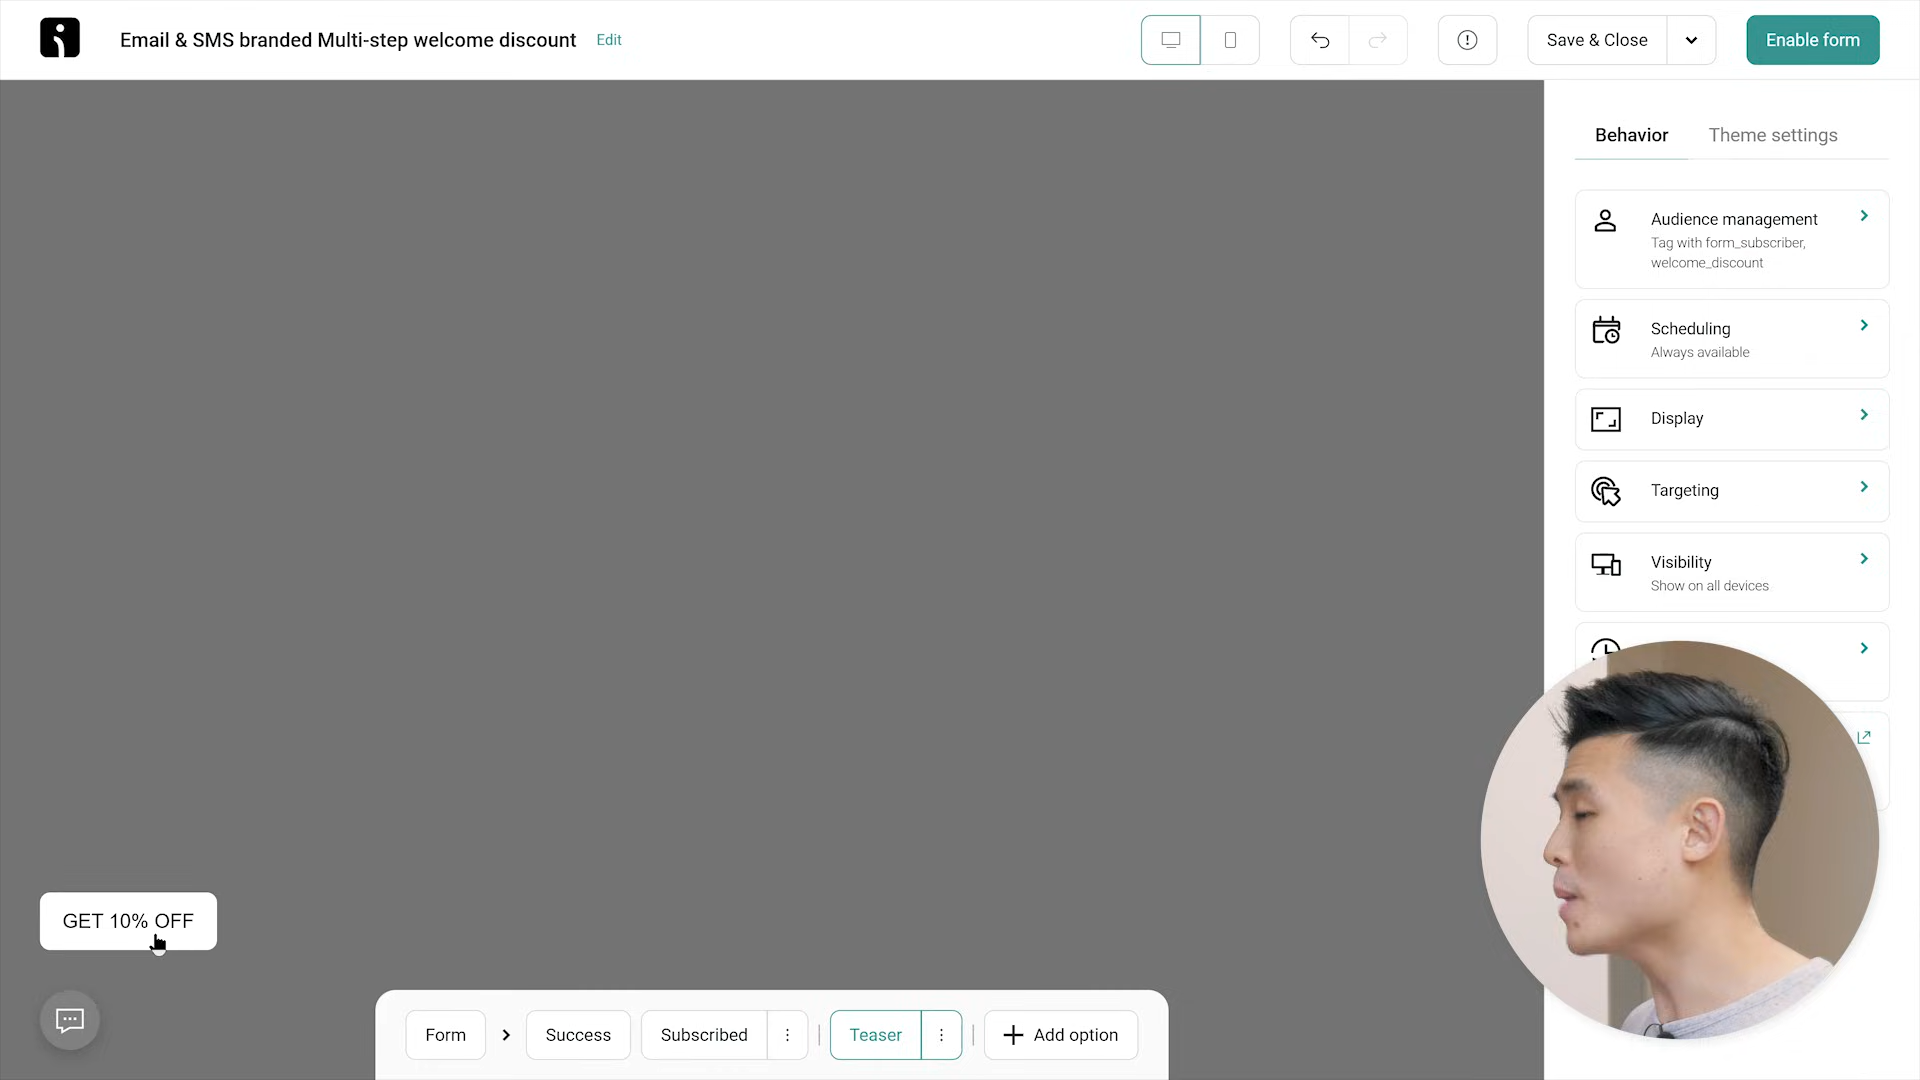 Email & SMS branded Multi-step welcome discount Edit
Save & Close
Enable form
Behavior Theme settings
Audience management
Tag with form_subscriber,
welcome_discount
Scheduling
Always available
Display
Targeting
Visibility
Show on all devices
GET 10% OFF
Form Success Subscribed Teaser Add option